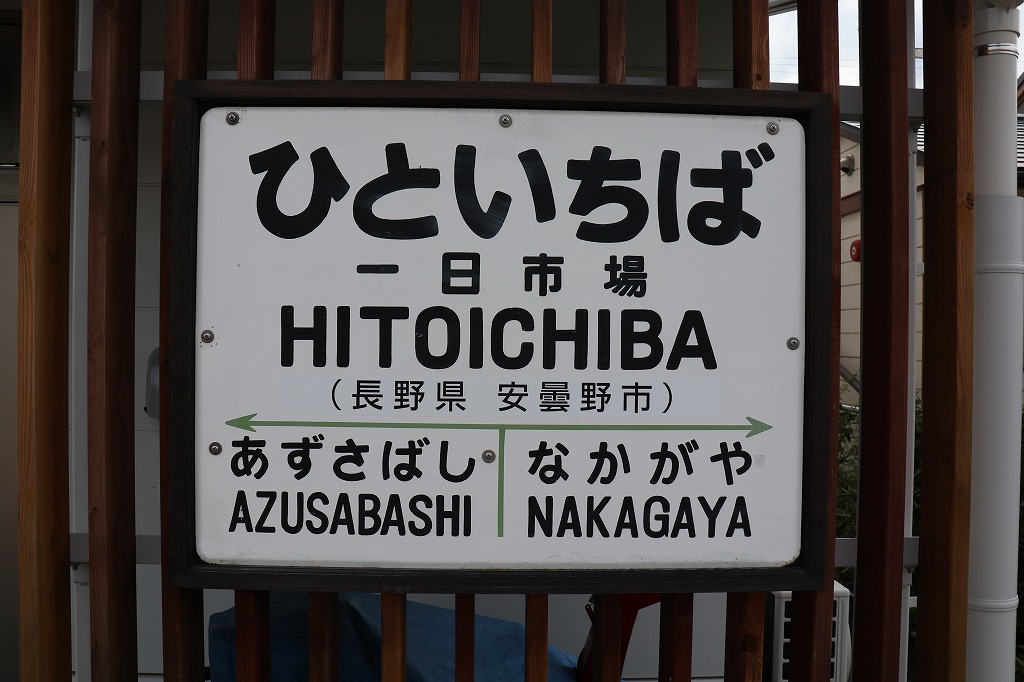 ひといちば
一日市場
HITOICHIBA
（長野県 安曇野市）
あずさばし なかがや
AZUSABASHI NAKAGAYA